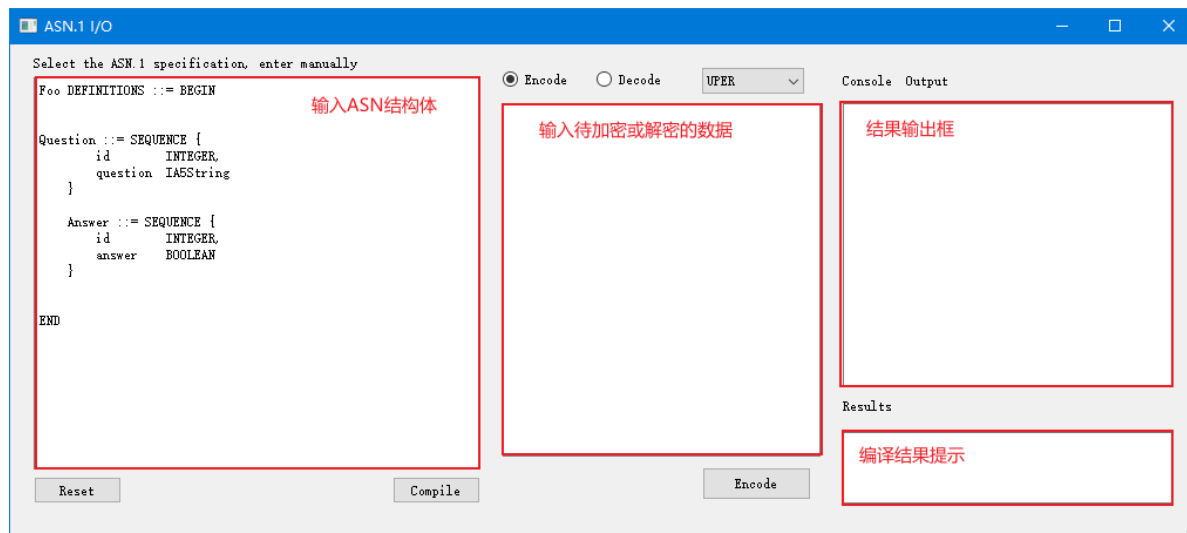 ASN.1 I/O
Select the ASN.1 specification, enter manually
Foo DEFINITIONS ::= BEGIN
输入ASN结构体
Question ::= SEQUENCE {
id INTEGER,
question IA5String
}
Answer ::= SEQUENCE {
id INTEGER,
answer BOOLEAN
}
END
Reset
Compile
Encode
Decode
UPER
输入待加密或解密的数据
Encode
Console Output
结果输出框
Results
编译结果提示